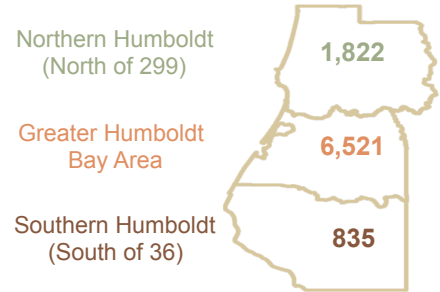 Northern Humboldt
(North of 299)
1,822
Greater Humboldt
Bay Area
6,521
Southern Humboldt
(South of 36)
835